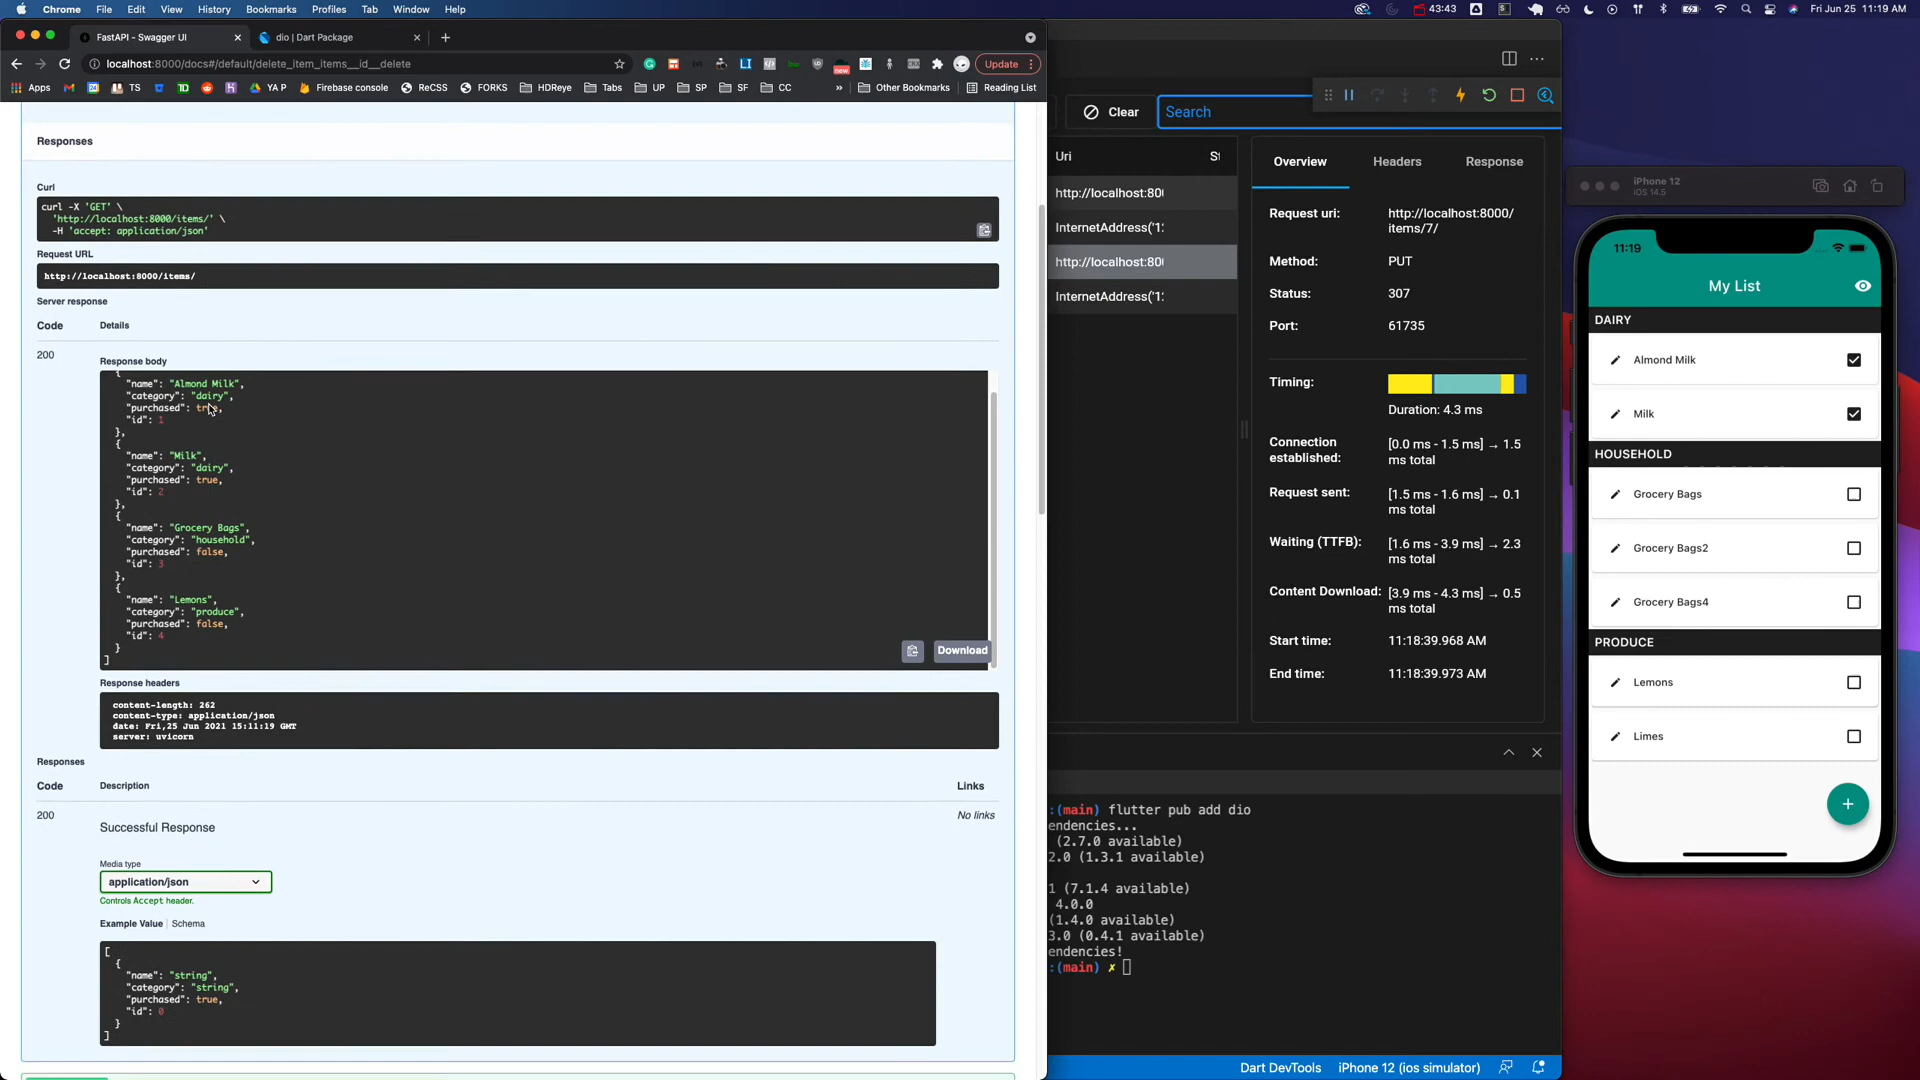 Chrome File Edit View History Bookmarks Profiles Tab Window Help
43:43
Fri Jun 25 11:19 AM
FastAPI - Swagger UI
dio | Dart Package
localhost:8000/docs#/default/delete_item_items__id__delete
Update
Apps
TS
YA P
Firebase console
ReCSS
FORKS
HDReye
Tabs
UP
SP
SF
CC
» Other Bookmarks
Reading List
Responses
Curl
curl -X 'GET' \
'http://localhost:8000/items/' \
-H 'accept: application/json'
Request URL
http://localhost:8000/items/
Server response
Code Details
200
Response body
{
"name": "Almond Milk",
"category": "dairy",
"purchased": true,
"id": 1
},
{
"name": "Milk",
"category": "dairy",
"purchased": true,
"id": 2
},
{
"name": "Grocery Bags",
"category": "household",
"purchased": false,
"id": 3
},
{
"name": "Lemons",
"category": "produce",
"purchased": false,
"id": 4
}
]
Download
Response headers
content-length: 262
content-type: application/json
date: Fri,25 Jun 2021 15:11:19 GMT
server: uvicorn
Responses
Code Description Links
200
Successful Response
No links
Media type
application/json
Controls Accept header.
Example Value | Schema
[
{
"name": "string",
"category": "string",
"purchased": true,
"id": 0
}
]
Clear
Search
Uri St
http://localhost:800
InternetAddress('1:
http://localhost:800
InternetAddress('1:
Overview Headers Response
Request uri: http://localhost:8000/
items/7/
Method: PUT
Status: 307
Port: 61735
Timing:
Duration: 4.3 ms
Connection established: [0.0 ms - 1.5 ms] → 1.5
ms total
Request sent: [1.5 ms - 1.6 ms] → 0.1
ms total
Waiting (TTFB): [1.6 ms - 3.9 ms] → 2.3
ms total
Content Download: [3.9 ms - 4.3 ms] → 0.5
ms total
Start time: 11:18:39.968 AM
End time: 11:18:39.973 AM
:(main) flutter pub add dio
endencies...
(2.7.0 available)
2.0 (1.3.1 available)
1 (7.1.4 available)
4.0.0
(1.4.0 available)
3.0 (0.4.1 available)
endencies!
:(main) ✗
Dart DevTools
iPhone 12 (ios simulator)
iPhone 12
iOS 14.5
11:19
My List
DAIRY
Almond Milk
Milk
HOUSEHOLD
Grocery Bags
Grocery Bags2
Grocery Bags4
PRODUCE
Lemons
Limes
+